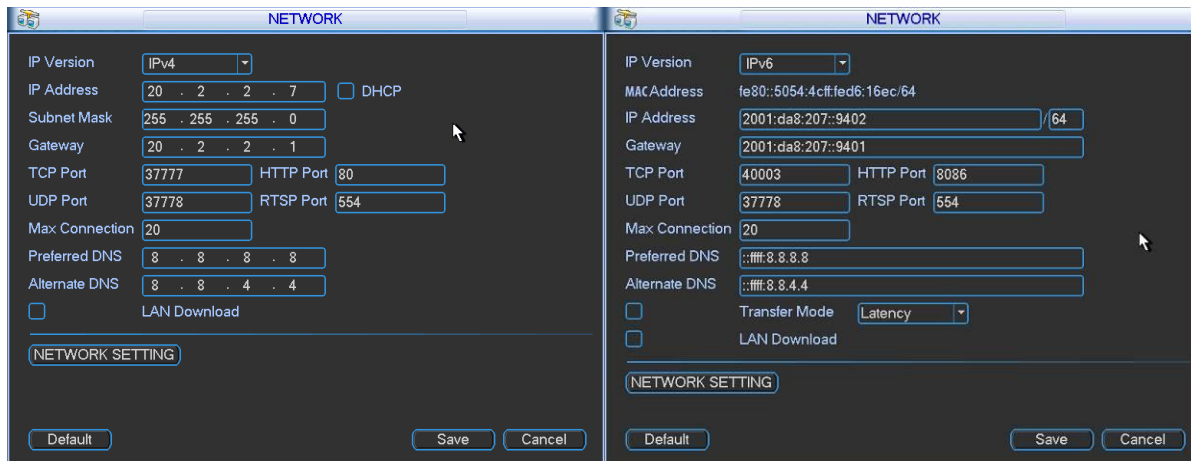 NETWORK
IP Version IPv4
IP Address 20 . 2 . 2 . 7 DHCP
Subnet Mask 255 . 255 . 255 . 0
Gateway 20 . 2 . 2 . 1
TCP Port 37777 HTTP Port 80
UDP Port 37778 RTSP Port 554
Max Connection 20
Preferred DNS 8 . 8 . 8 . 8
Alternate DNS 8 . 8 . 4 . 4
LAN Download
NETWORK SETTING
Default Save Cancel
NETWORK
IP Version IPv6
MAC Address fe80::5054:4cff:fed6:16ec/64
IP Address 2001:da8:207::9402 / 64
Gateway 2001:da8:207::9401
TCP Port 40003 HTTP Port 8086
UDP Port 37778 RTSP Port 554
Max Connection 20
Preferred DNS ::ffff:8.8.8.8
Alternate DNS ::ffff:8.8.4.4
Transfer Mode Latency
LAN Download
NETWORK SETTING
Default Save Cancel